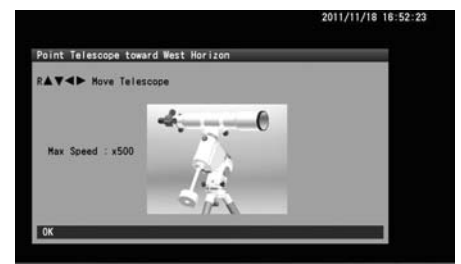 2011/11/18 16:52:23
Point Telescope toward West Horizon
R▲▼◀▶ Move Telescope
Max Speed : x500
OK